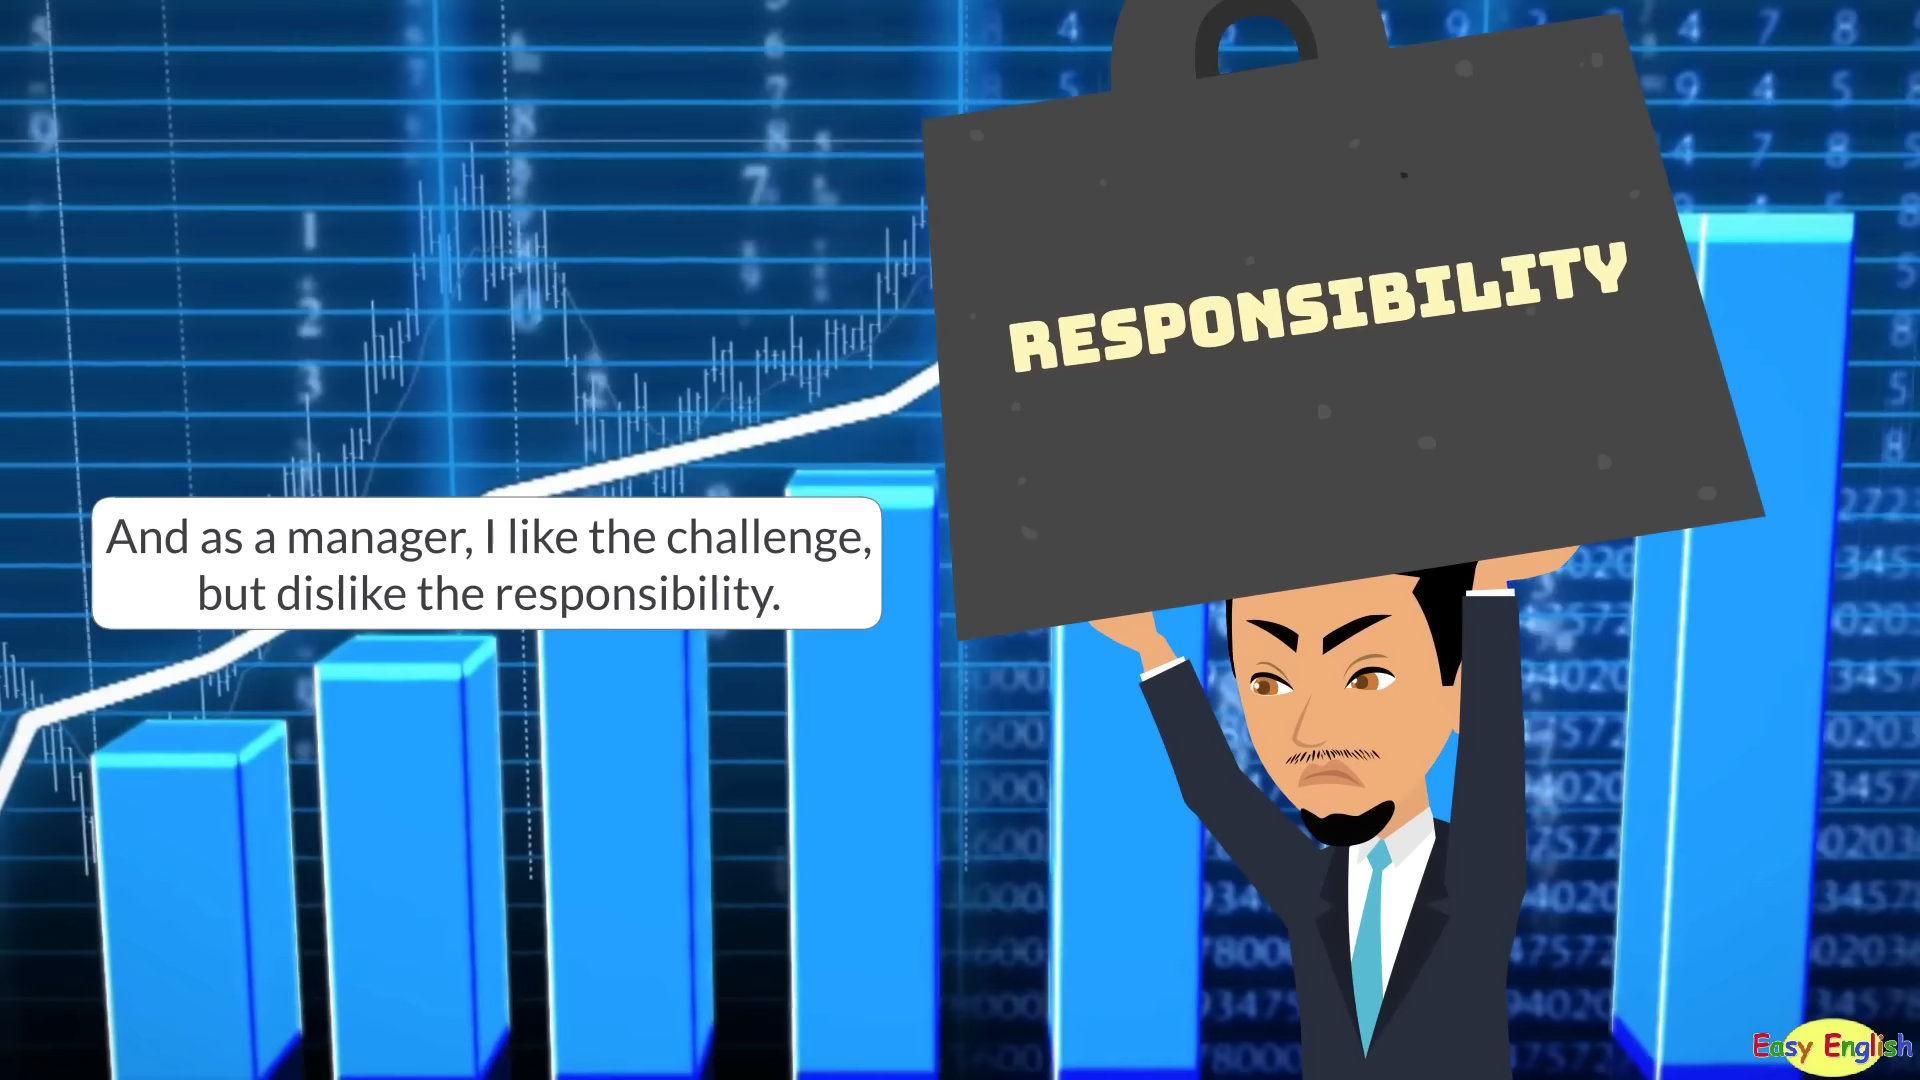 RESPONSIBILITY
And as a manager, I like the challenge,
but dislike the responsibility.
Easy English